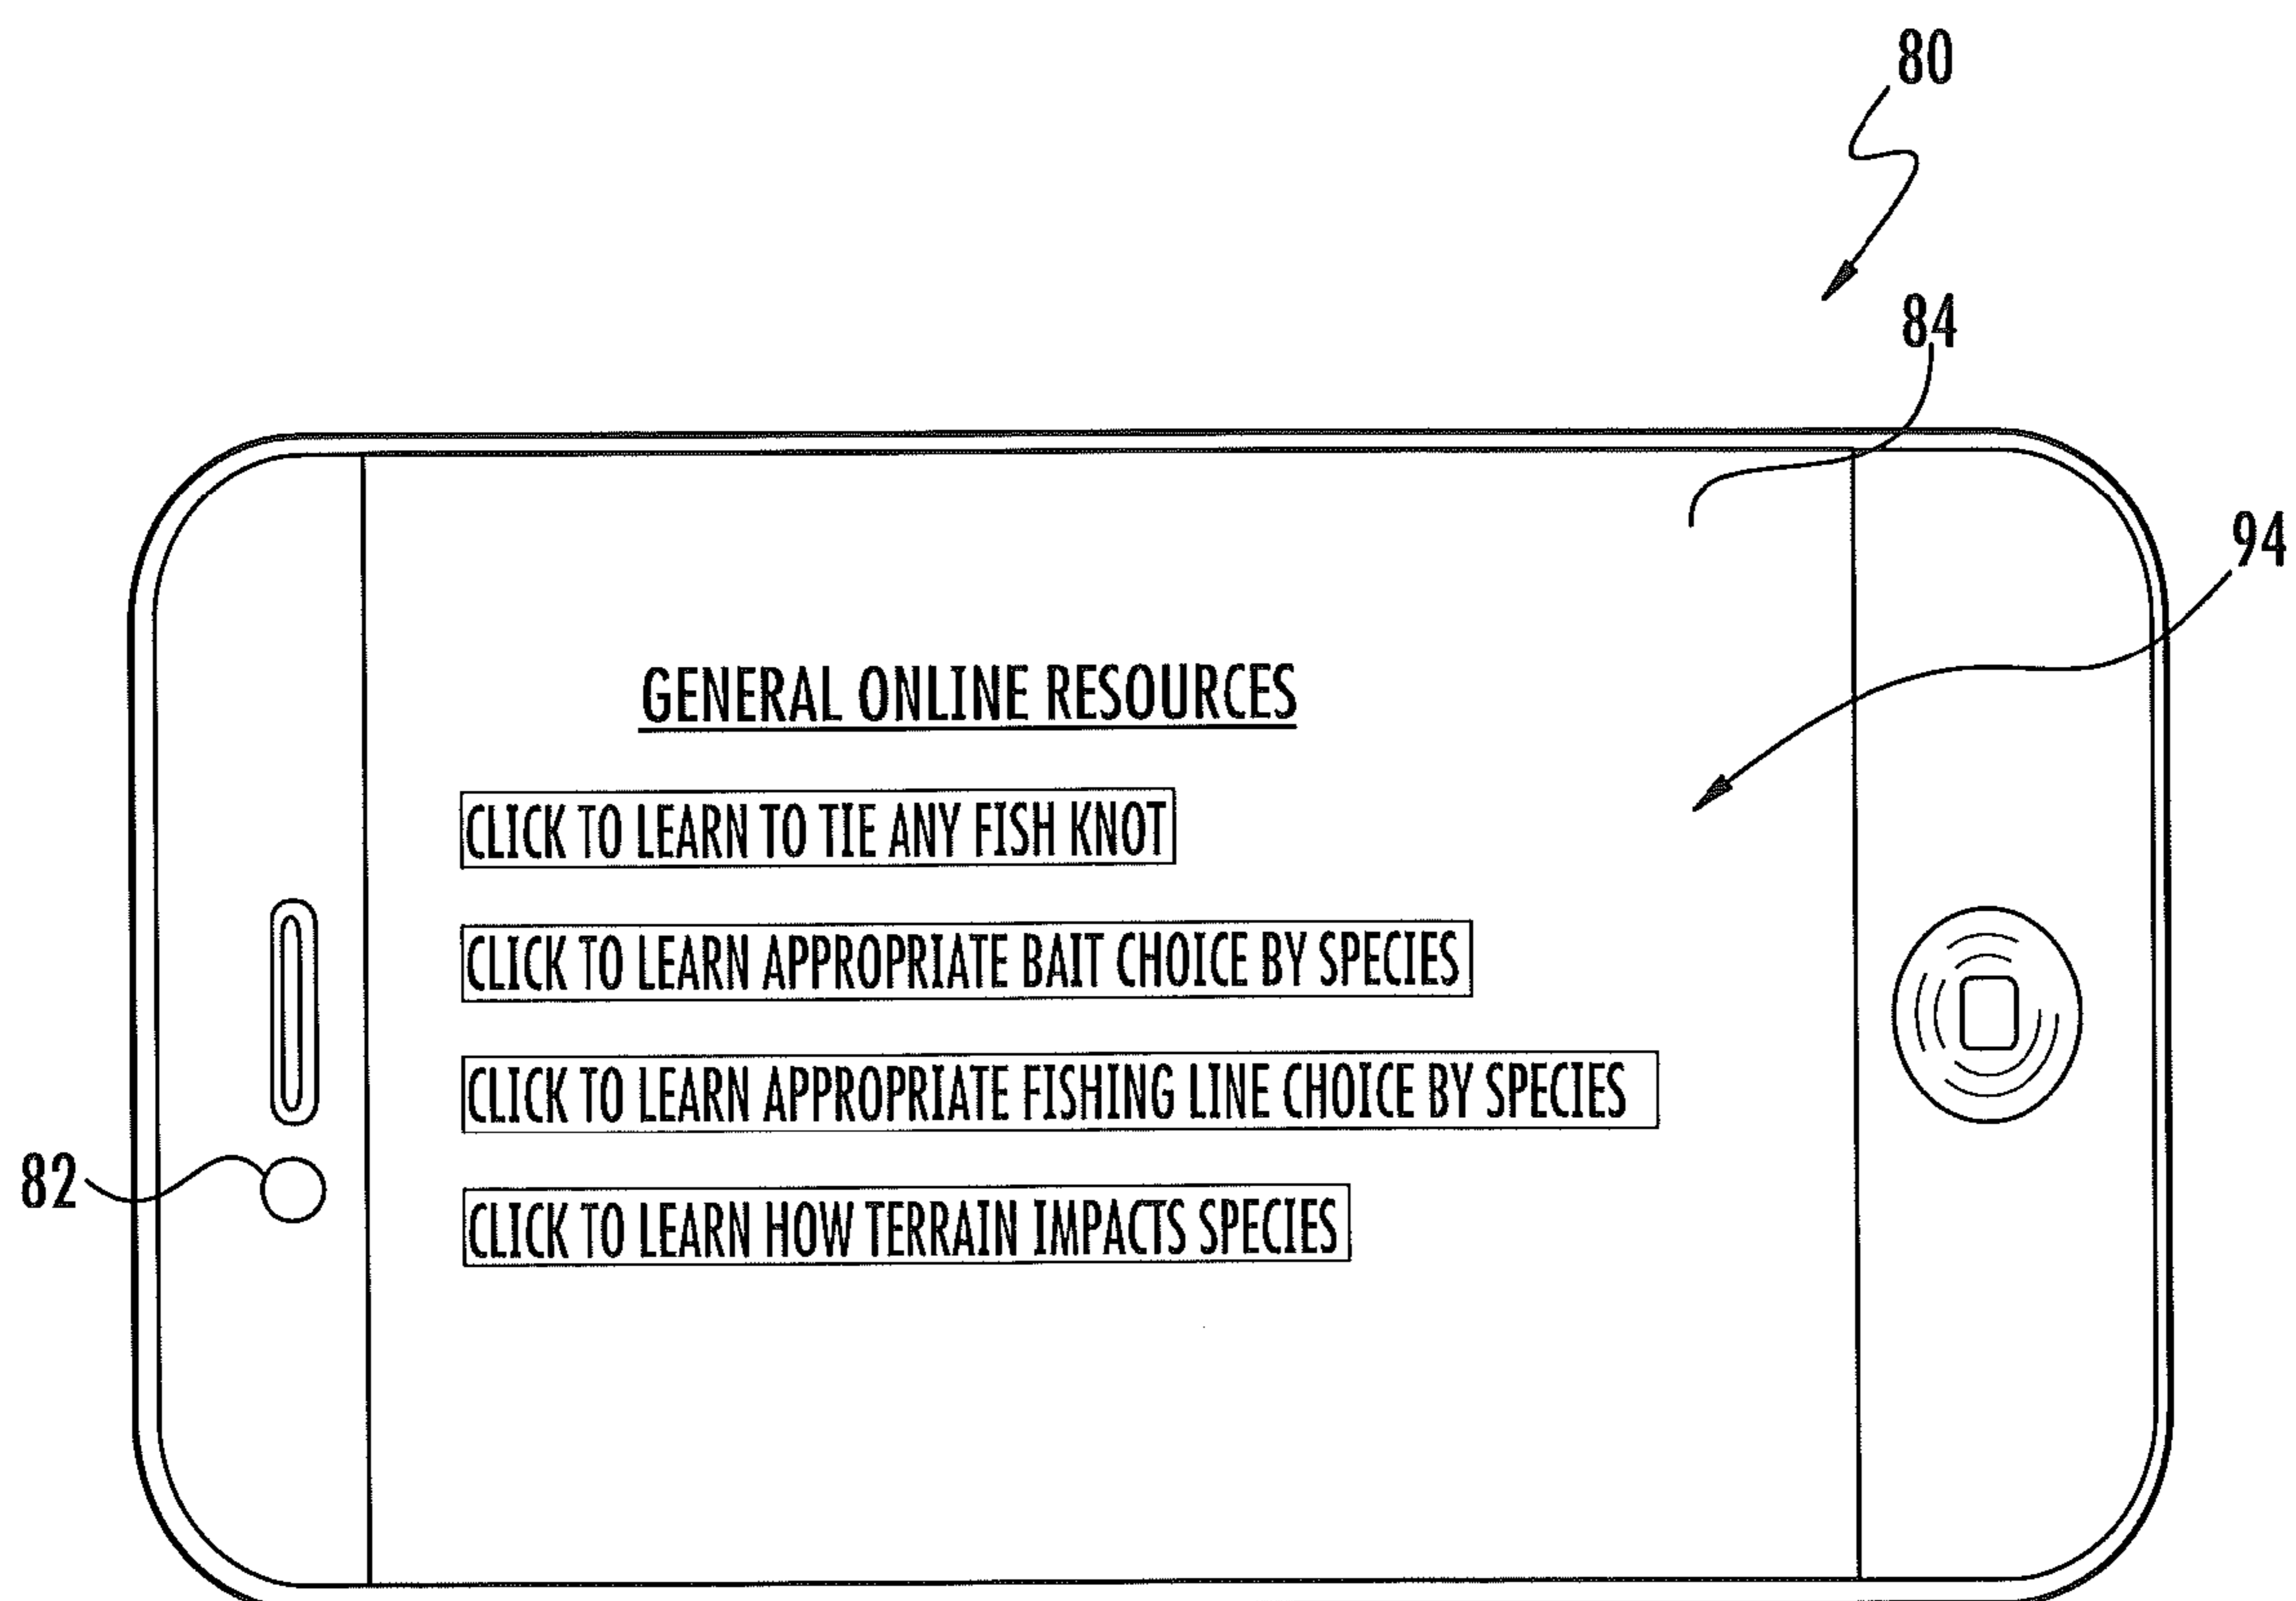 80
84
94
GENERAL ONLINE RESOURCES
CLICK TO LEARN TO TIE ANY FISH KNOT
CLICK TO LEARN APPROPRIATE BAIT CHOICE BY SPECIES
CLICK TO LEARN APPROPRIATE FISHING LINE CHOICE BY SPECIES
82
CLICK TO LEARN HOW TERRAIN IMPACTS SPECIES